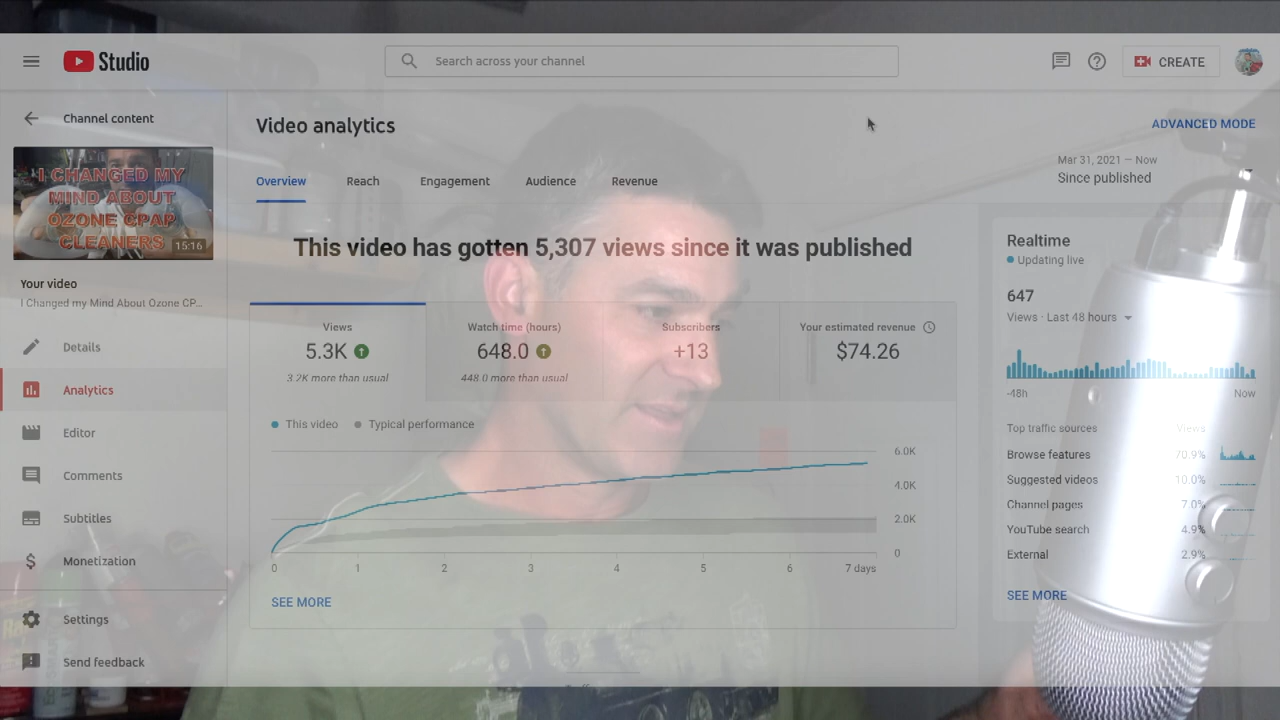 Studio
Search across your channel
CREATE
Channel content
Video analytics
ADVANCED MODE
Mar 31, 2021 – Now
Since published
Overview
Reach
Engagement
Audience
Revenue
I CHANGED MY
MIND ABOUT
OZONE CPAP
CLEANERS
15:16
This video has gotten 5,307 views since it was published
Realtime
Updating live
Your video
I Changed my Mind About Ozone CP...
647
Views · Last 48 hours
Views
5.3K
3.2K more than usual
Watch time (hours)
648.0
448.0 more than usual
Subscribers
+13
Your estimated revenue
$74.26
Details
Analytics
Editor
Comments
Subtitles
Monetization
Settings
Send feedback
-48h
Now
This video
Typical performance
6.0K
4.0K
2.0K
0
0
1
2
3
4
5
6
7 days
SEE MORE
Top traffic sources
Views
Browse features
70.9%
Suggested videos
10.0%
Channel pages
7.0%
YouTube search
4.9%
External
2.9%
SEE MORE